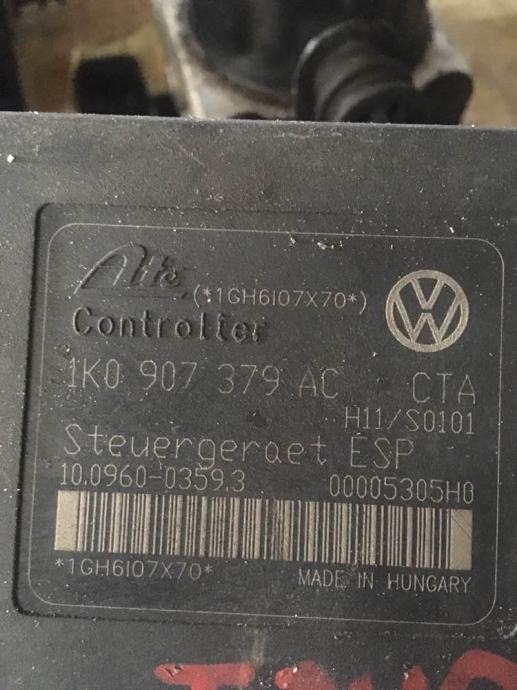 Ate (*1GH6I07X70*)
Controller
1K0 907 379 AC CTA
H11/S0101
Steuergeraet ESP
10.0960-0359.3 00005305H0
*1GH6I07X70* MADE IN HUNGARY